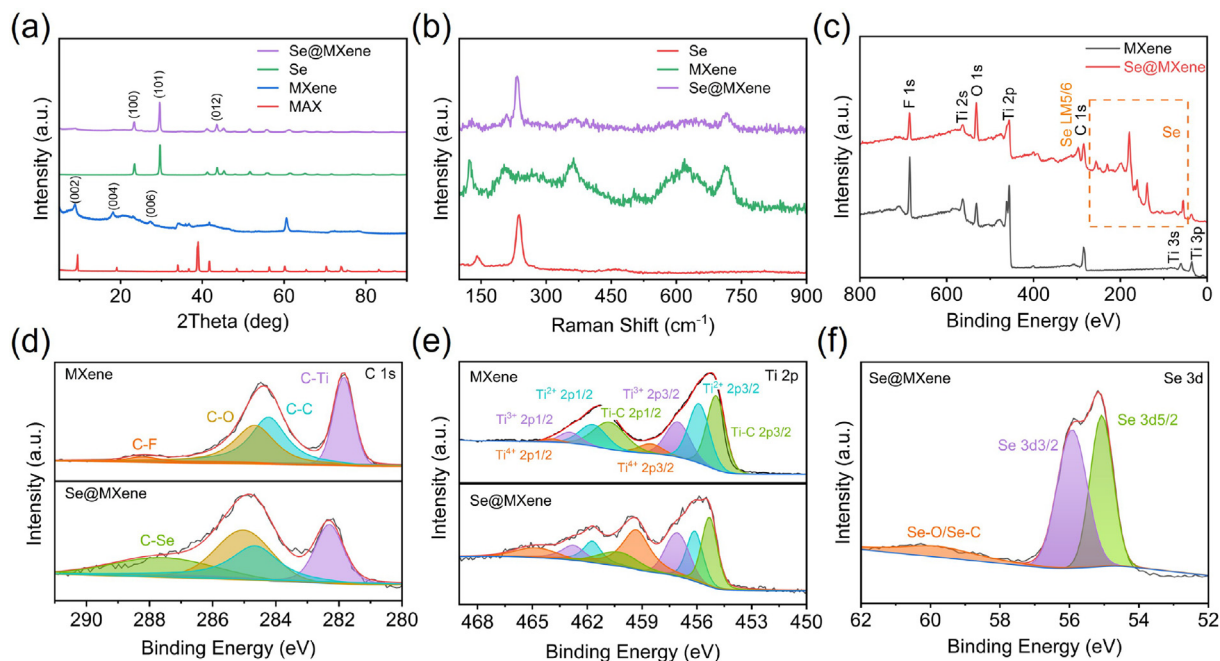 (a)
Se@MXene
Se
MXene
MAX
(100)
(101)
(012)
(002)
(004)
(006)
Intensity (a.u.)
20 40 60 80
2Theta (deg)
(b)
Se
MXene
Se@MXene
Intensity (a.u.)
150 300 450 600 750 900
Raman Shift (cm⁻¹)
(c)
MXene
Se@MXene
F 1s
Ti 2s
O 1s
Ti 2p
Se LM5/6
C 1s
Se
Ti 3s
Ti 3p
Intensity (a.u.)
800 600 400 200 0
Binding Energy (eV)
(d)
MXene
C 1s
C-Ti
C-O
C-C
C-F
Se@MXene
C-Se
Intensity (a.u.)
290 288 286 284 282 280
Binding Energy (eV)
(e)
MXene
Ti 2p
Ti²⁺ 2p1/2
Ti³⁺ 2p3/2
Ti²⁺ 2p3/2
Ti³⁺ 2p1/2
Ti-C 2p1/2
Ti-C 2p3/2
Ti⁴⁺ 2p1/2
Ti⁴⁺ 2p3/2
Se@MXene
Intensity (a.u.)
468 465 462 459 456 453 450
Binding Energy (eV)
(f)
Se@MXene
Se 3d
Se 3d5/2
Se 3d3/2
Se-O/Se-C
Intensity (a.u.)
62 60 58 56 54 52
Binding Energy (eV)